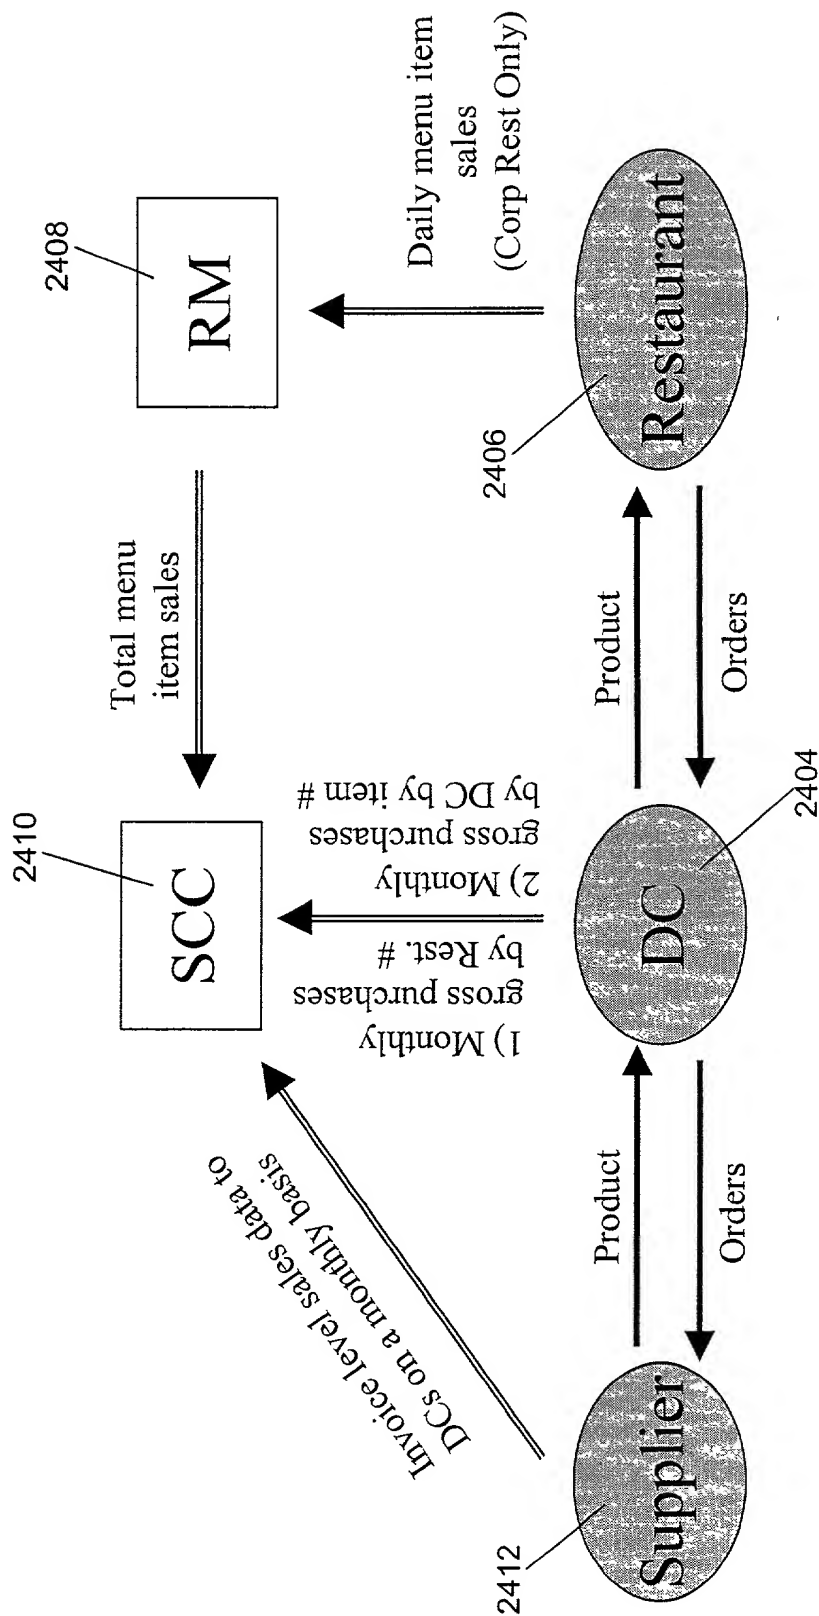 2410
SCC
Total menu
item sales
2408
RM
Invoice level sales data to
DCs on a monthly basis
1) Monthly
gross purchases
by Rest. #
2) Monthly
gross purchases
by DC by item #
Daily menu item
sales
(Corp Rest Only)
2412
Supplier
Product
Orders
DC
2404
Product
Orders
2406
Restaurant